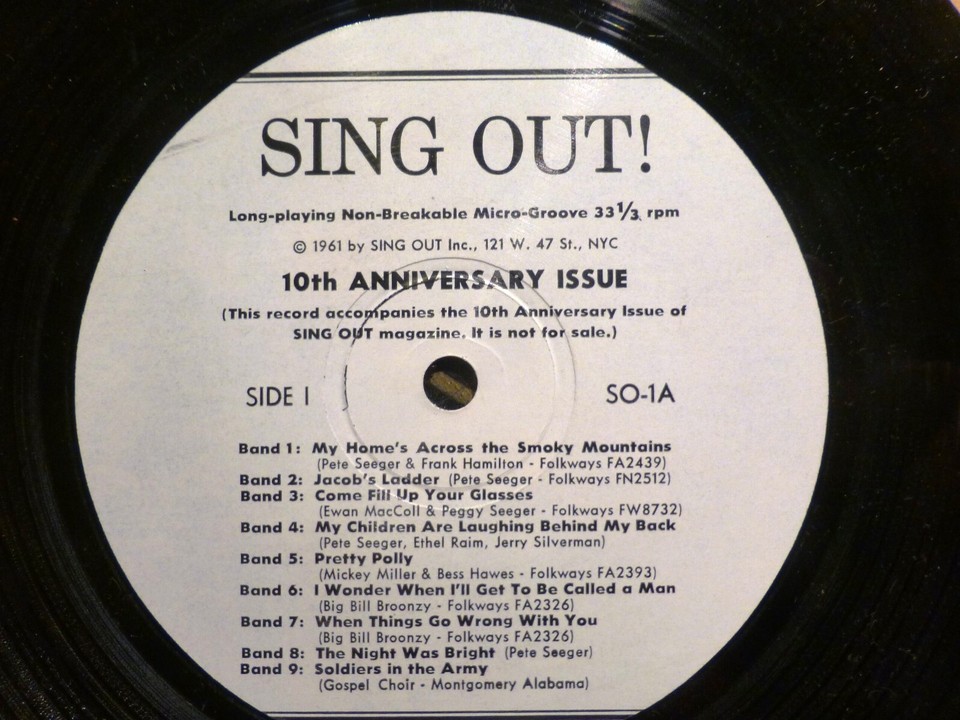 SING OUT!
Long-playing Non-Breakable Micro-Groove 33 1/3 rpm
© 1961 by SING OUT Inc., 121 W. 47 St., NYC
10th ANNIVERSARY ISSUE
(This record accompanies the 10th Anniversary Issue of
SING OUT magazine. It is not for sale.)
SIDE I SO-1A
Band 1: My Home's Across the Smoky Mountains
(Pete Seeger & Frank Hamilton - Folkways FA2439)
Band 2: Jacob's Ladder (Pete Seeger - Folkways FN2512)
Band 3: Come Fill Up Your Glasses
(Ewan MacColl & Peggy Seeger - Folkways FW8732)
Band 4: My Children Are Laughing Behind My Back
(Pete Seeger, Ethel Raim, Jerry Silverman)
Band 5: Pretty Polly
(Mickey Miller & Bess Hawes - Folkways FA2393)
Band 6: I Wonder When I'll Get To Be Called a Man
(Big Bill Broonzy - Folkways FA2326)
Band 7: When Things Go Wrong With You
(Big Bill Broonzy - Folkways FA2326)
Band 8: The Night Was Bright (Pete Seeger)
Band 9: Soldiers in the Army
(Gospel Choir - Montgomery Alabama)